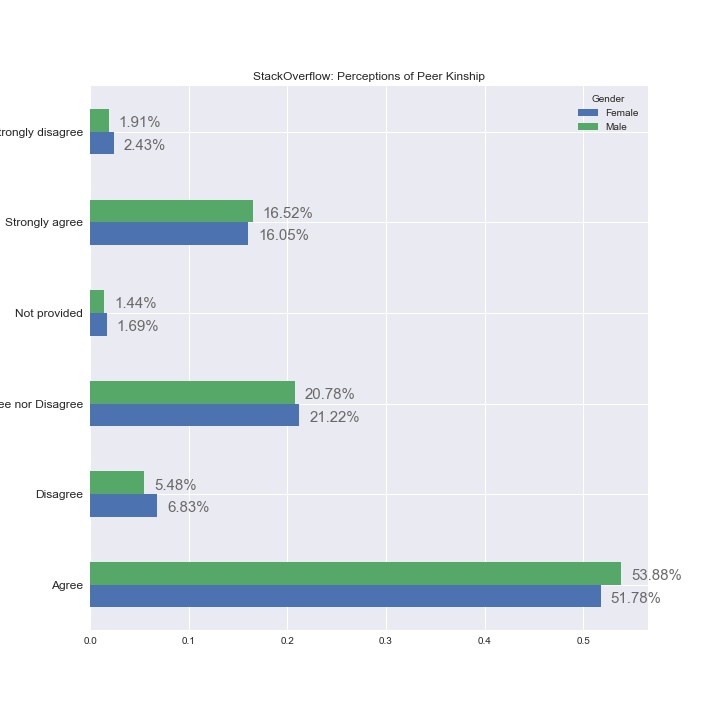 StackOverflow: Perceptions of Peer Kinship
Gender
Female
Male
trongly disagree
1.91%
2.43%
Strongly agree
16.52%
16.05%
Not provided
1.44%
1.69%
ee nor Disagree
20.78%
21.22%
Disagree
5.48%
6.83%
Agree
53.88%
51.78%
0.0 0.1 0.2 0.3 0.4 0.5